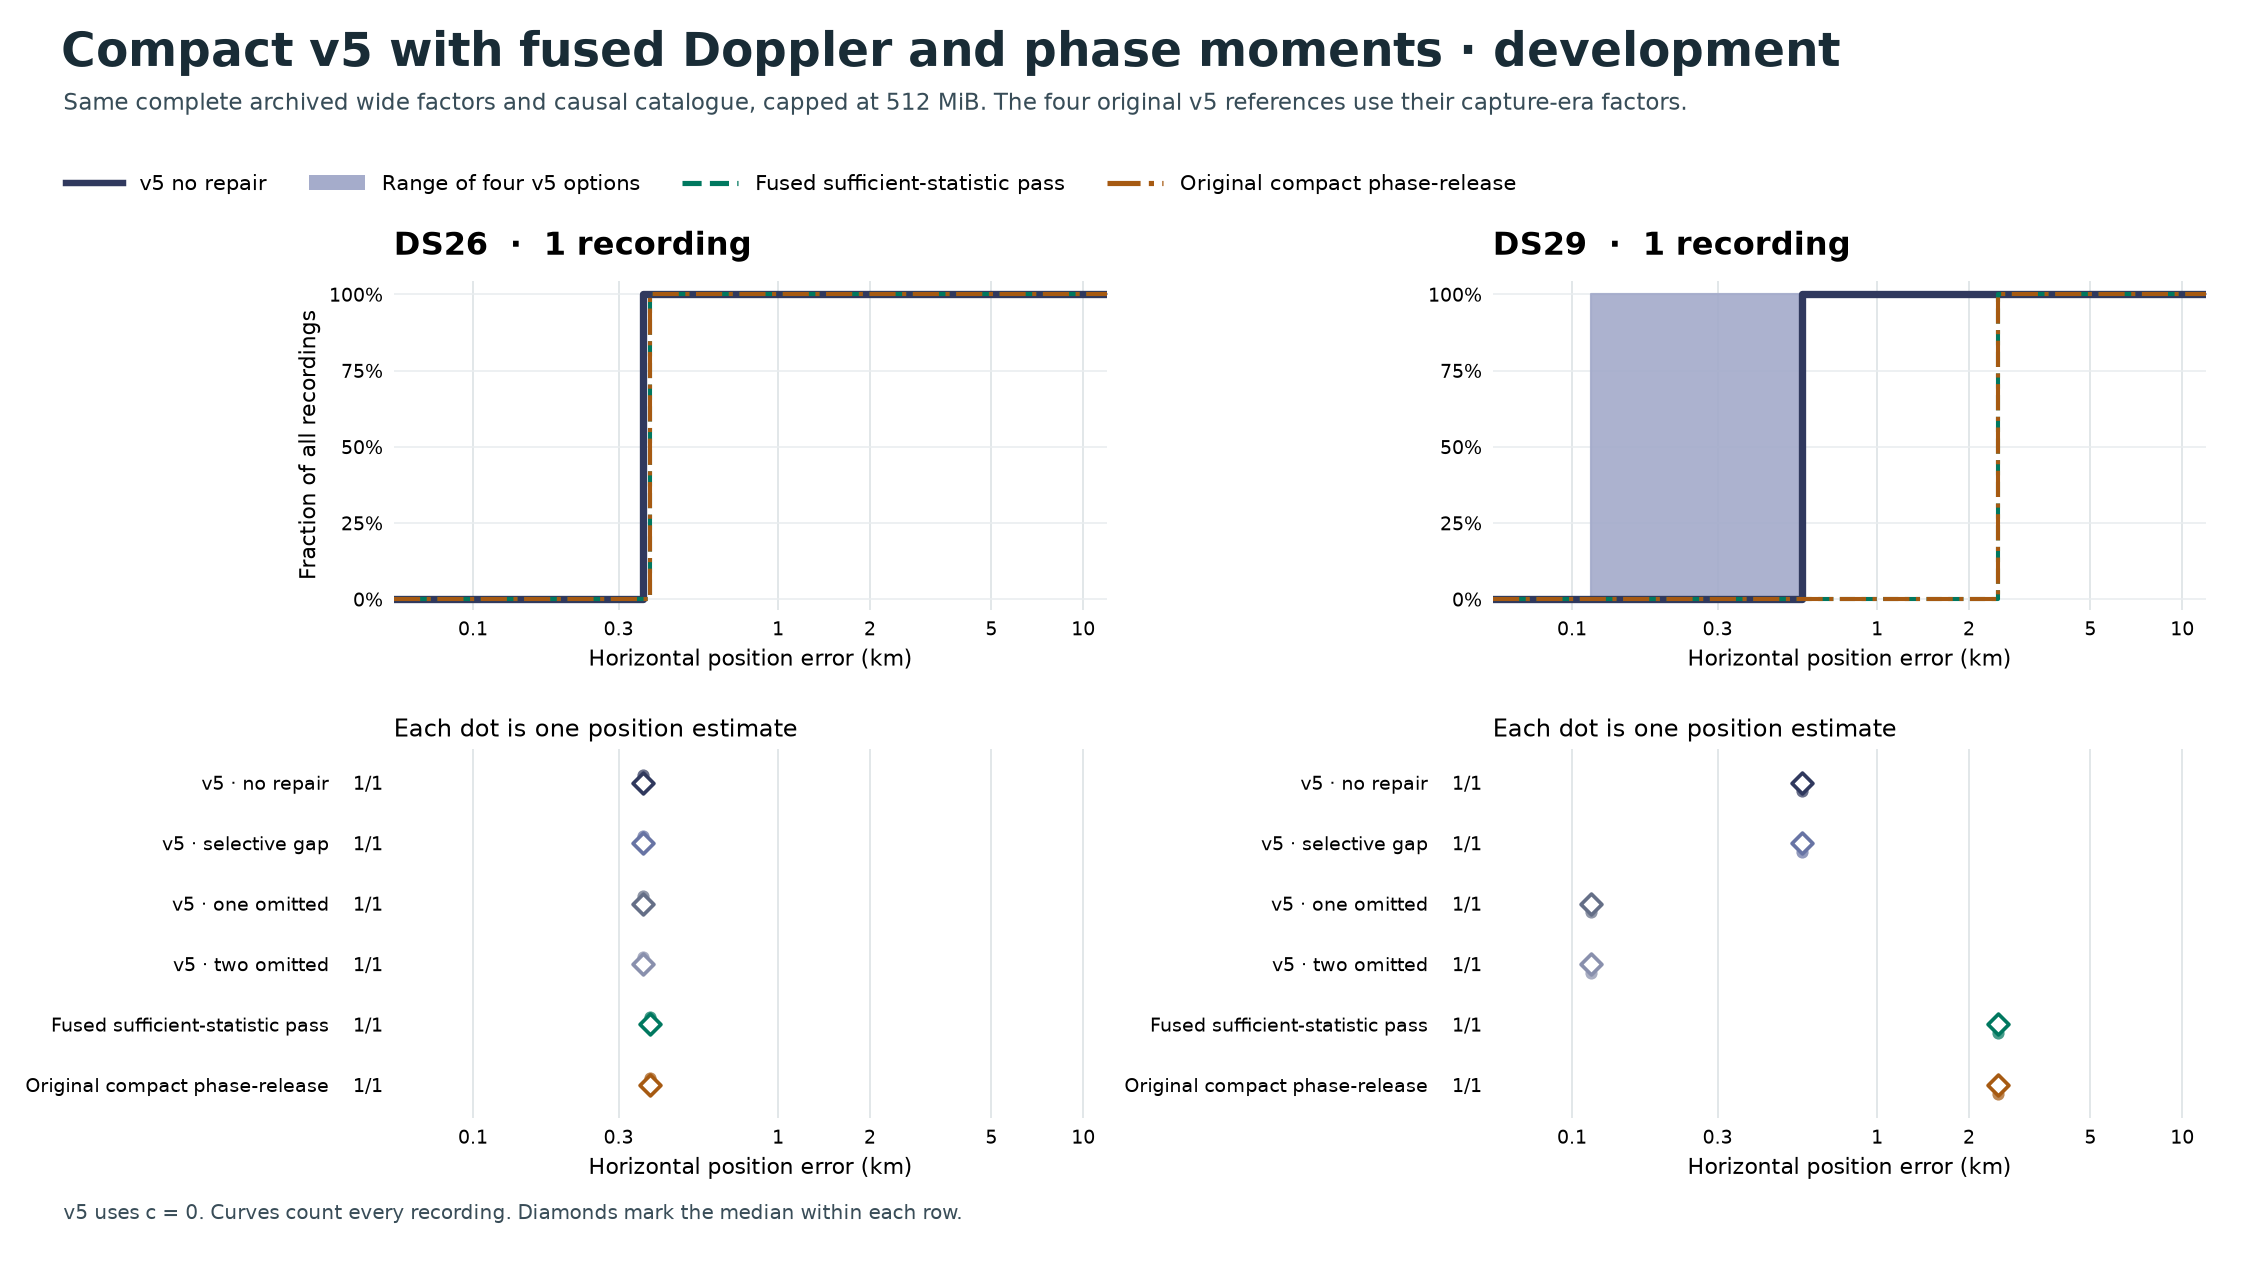 Compact v5 with fused Doppler and phase moments · development
Same complete archived wide factors and causal catalogue, capped at 512 MiB. The four original v5 references use their capture-era factors.
v5 no repair
Range of four v5 options
Fused sufficient-statistic pass
Original compact phase-release
DS26 · 1 recording
Fraction of all recordings
100%
75%
50%
25%
0%
0.1 0.3 1 2 5 10
Horizontal position error (km)
DS29 · 1 recording
100%
75%
50%
25%
0%
0.1 0.3 1 2 5 10
Horizontal position error (km)
Each dot is one position estimate
v5 · no repair 1/1
v5 · selective gap 1/1
v5 · one omitted 1/1
v5 · two omitted 1/1
Fused sufficient-statistic pass 1/1
Original compact phase-release 1/1
0.1 0.3 1 2 5 10
Horizontal position error (km)
Each dot is one position estimate
v5 · no repair 1/1
v5 · selective gap 1/1
v5 · one omitted 1/1
v5 · two omitted 1/1
Fused sufficient-statistic pass 1/1
Original compact phase-release 1/1
0.1 0.3 1 2 5 10
Horizontal position error (km)
v5 uses c = 0. Curves count every recording. Diamonds mark the median within each row.